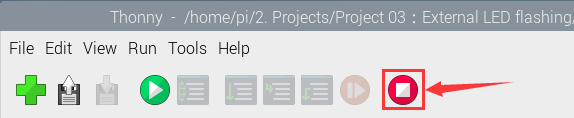 Thonny - /home/pi/2. Projects/Project 03 : External LED flashing/
File Edit View Run Tools Help